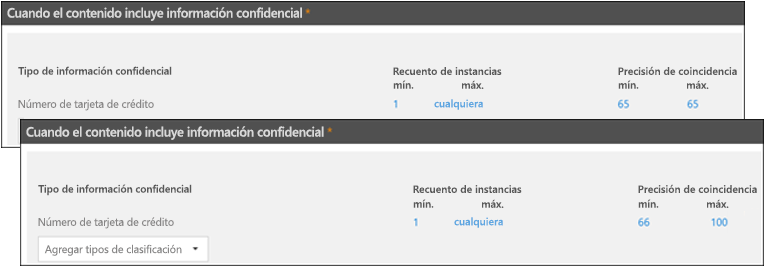 Cuando el contenido incluye información confidencial *
Tipo de información confidencial Recuento de instancias Precisión de coincidencia
mín. máx. mín. máx.
Número de tarjeta de crédito 1 cualquiera 65 65
Cuando el contenido incluye información confidencial *
Tipo de información confidencial Recuento de instancias Precisión de coincidencia
mín. máx. mín. máx.
Número de tarjeta de crédito 1 cualquiera 66 100
Agregar tipos de clasificación